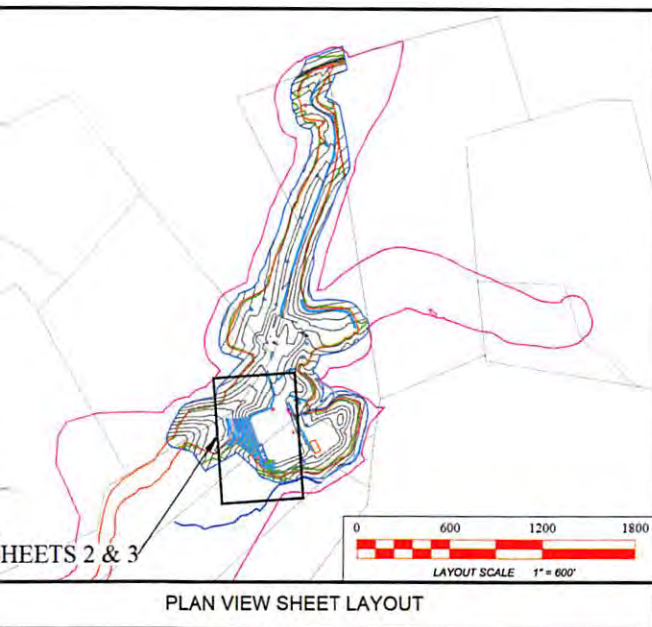 HEETS 2 & 3
0 600 1200 1800
LAYOUT SCALE 1" = 600'
PLAN VIEW SHEET LAYOUT